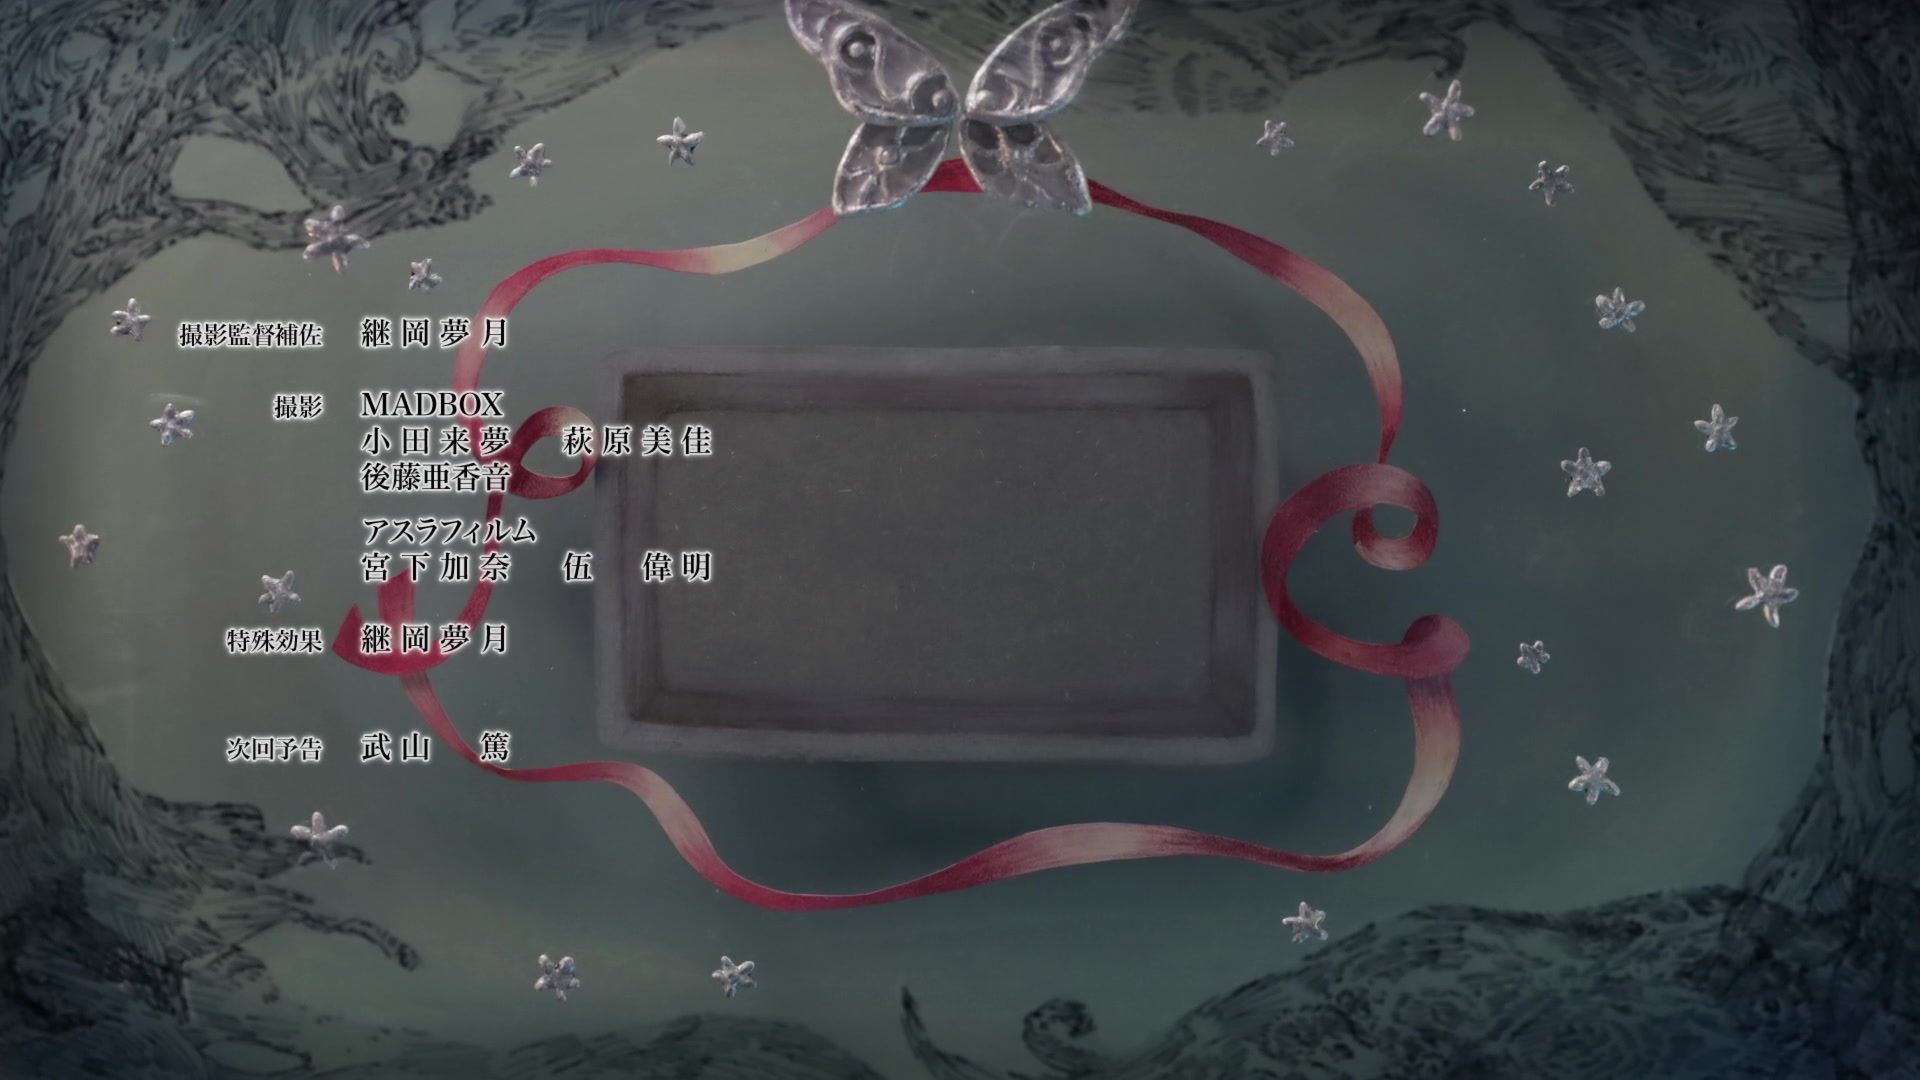 撮影監督補佐 継岡夢月
撮影 MADBOX
小田来夢 萩原美佳
後藤亜香音
アスラフィルム
宮下加奈 伍 偉明
特殊効果 継岡夢月
次回予告 武山 篤